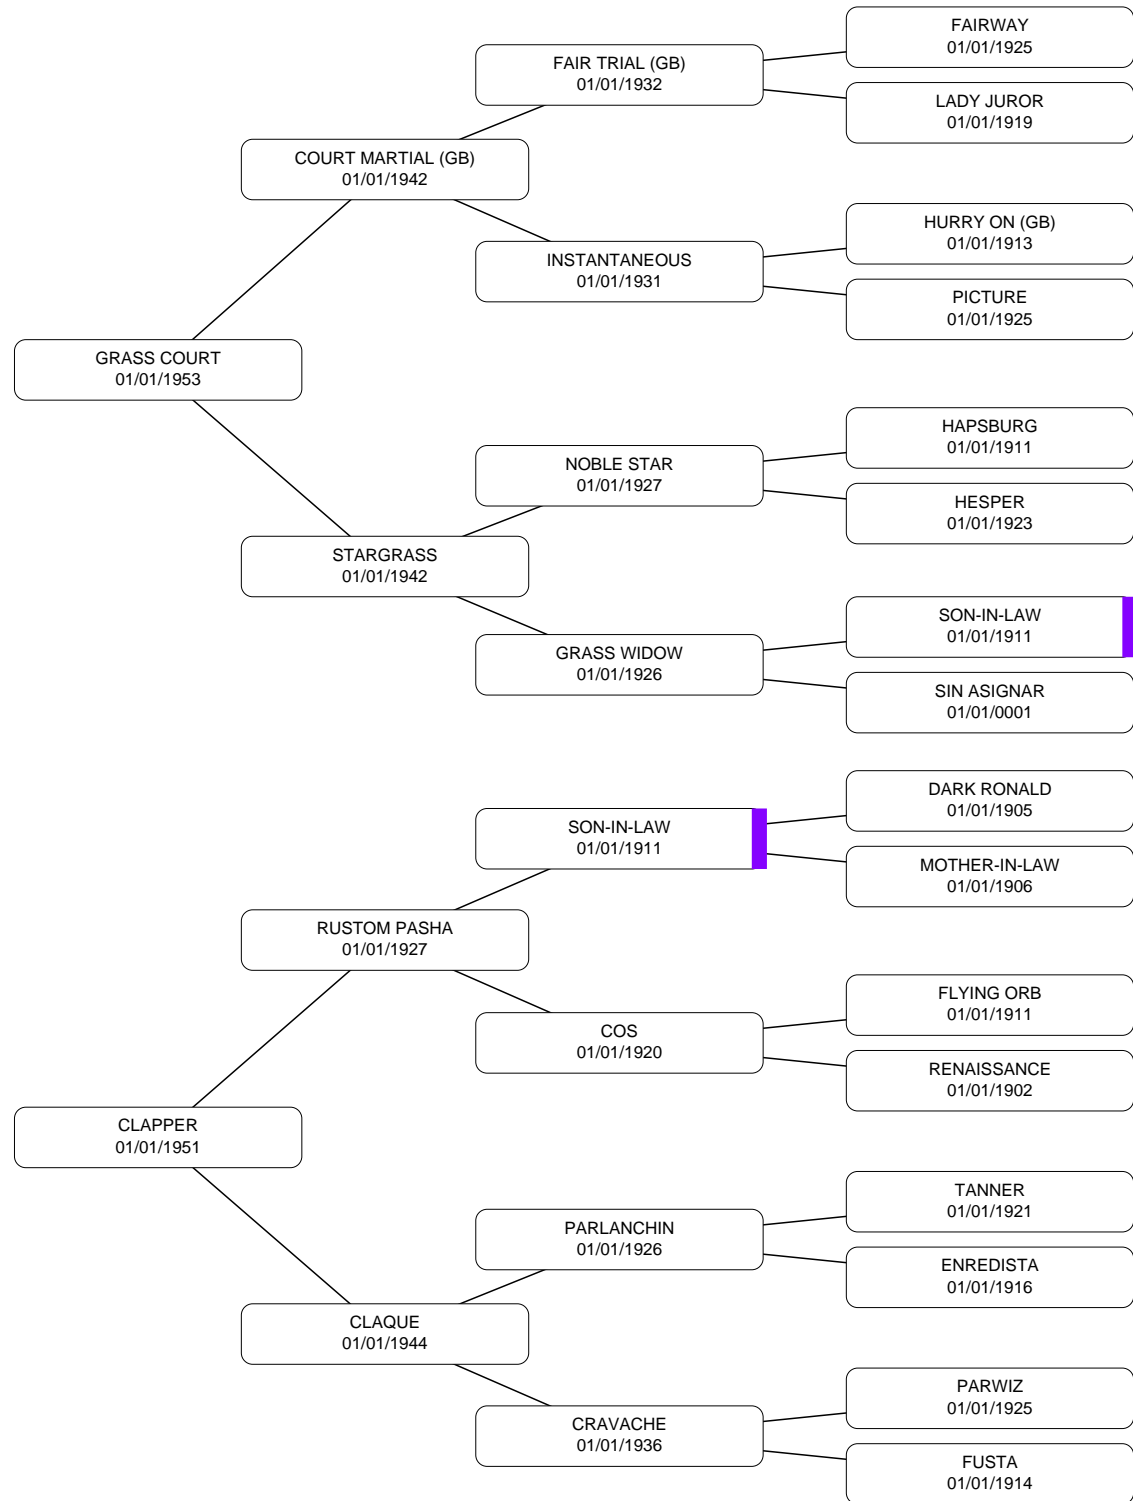 FAIRWAY
01/01/1925
FAIR TRIAL (GB)
01/01/1932
LADY JUROR
01/01/1919
COURT MARTIAL (GB)
01/01/1942
HURRY ON (GB)
01/01/1913
INSTANTANEOUS
01/01/1931
PICTURE
01/01/1925
GRASS COURT
01/01/1953
HAPSBURG
01/01/1911
NOBLE STAR
01/01/1927
HESPER
01/01/1923
STARGRASS
01/01/1942
SON-IN-LAW
01/01/1911
GRASS WIDOW
01/01/1926
SIN ASIGNAR
01/01/0001
DARK RONALD
01/01/1905
SON-IN-LAW
01/01/1911
MOTHER-IN-LAW
01/01/1906
RUSTOM PASHA
01/01/1927
FLYING ORB
01/01/1911
COS
01/01/1920
RENAISSANCE
01/01/1902
CLAPPER
01/01/1951
TANNER
01/01/1921
PARLANCHIN
01/01/1926
ENREDISTA
01/01/1916
CLAQUE
01/01/1944
PARWIZ
01/01/1925
CRAVACHE
01/01/1936
FUSTA
01/01/1914